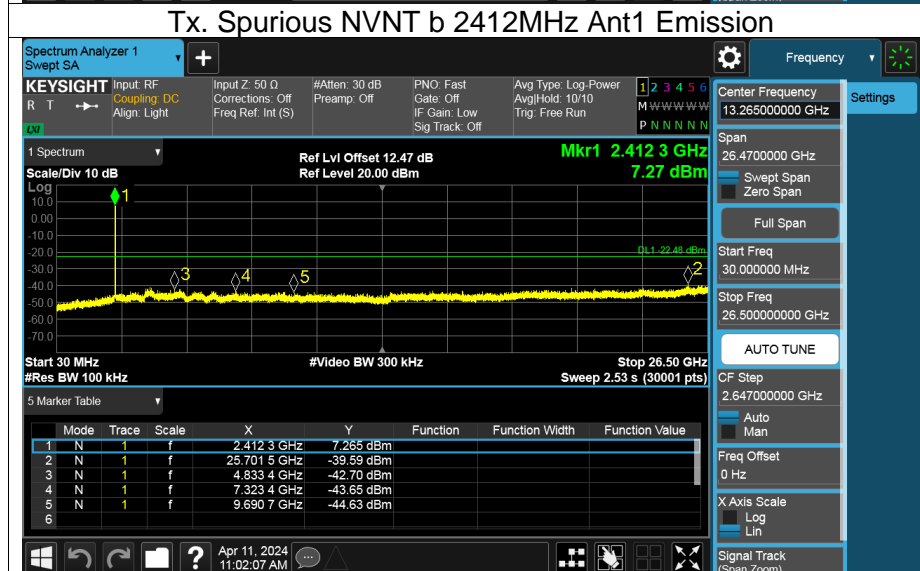 Tx. Spurious NVNT b 2412MHz Ant1 Emission
Spectrum Analyzer 1
Swept SA
+
Frequency
KEYSIGHT
R T
LXI
Input: RF
Coupling: DC
Align: Light
Input Z: 50 Ω
Corrections: Off
Freq Ref: Int (S)
#Atten: 30 dB
Preamp: Off
PNO: Fast
Gate: Off
IF Gain: Low
Sig Track: Off
Avg Type: Log-Power
Avg|Hold: 10/10
Trig: Free Run
1 2 3 4 5 6
M W W W W W
P N N N N N
1 Spectrum
Scale/Div 10 dB
Ref Lvl Offset 12.47 dB
Ref Level 20.00 dBm
Mkr1 2.412 3 GHz
7.27 dBm
Log
10.0
0.00
-10.0
-20.0
-30.0
-40.0
-50.0
-60.0
-70.0
1
3
4
5
2
DL1 -22.48 dBm
Start 30 MHz
#Video BW 300 kHz
Stop 26.50 GHz
#Res BW 100 kHz
Sweep 2.53 s (30001 pts)
5 Marker Table
Mode Trace Scale X Y Function Function Width Function Value
1 N 1 f 2.412 3 GHz 7.265 dBm
2 N 1 f 25.701 5 GHz -39.59 dBm
3 N 1 f 4.833 4 GHz -42.70 dBm
4 N 1 f 7.323 4 GHz -43.65 dBm
5 N 1 f 9.690 7 GHz -44.63 dBm
6
?
Apr 11, 2024
11:02:07 AM
Center Frequency
13.265000000 GHz
Settings
Span
26.4700000 GHz
Swept Span
Zero Span
Full Span
Start Freq
30.000000 MHz
Stop Freq
26.500000000 GHz
AUTO TUNE
CF Step
2.647000000 GHz
Auto
Man
Freq Offset
0 Hz
X Axis Scale
Log
Lin
Signal Track
(Span Zoom)